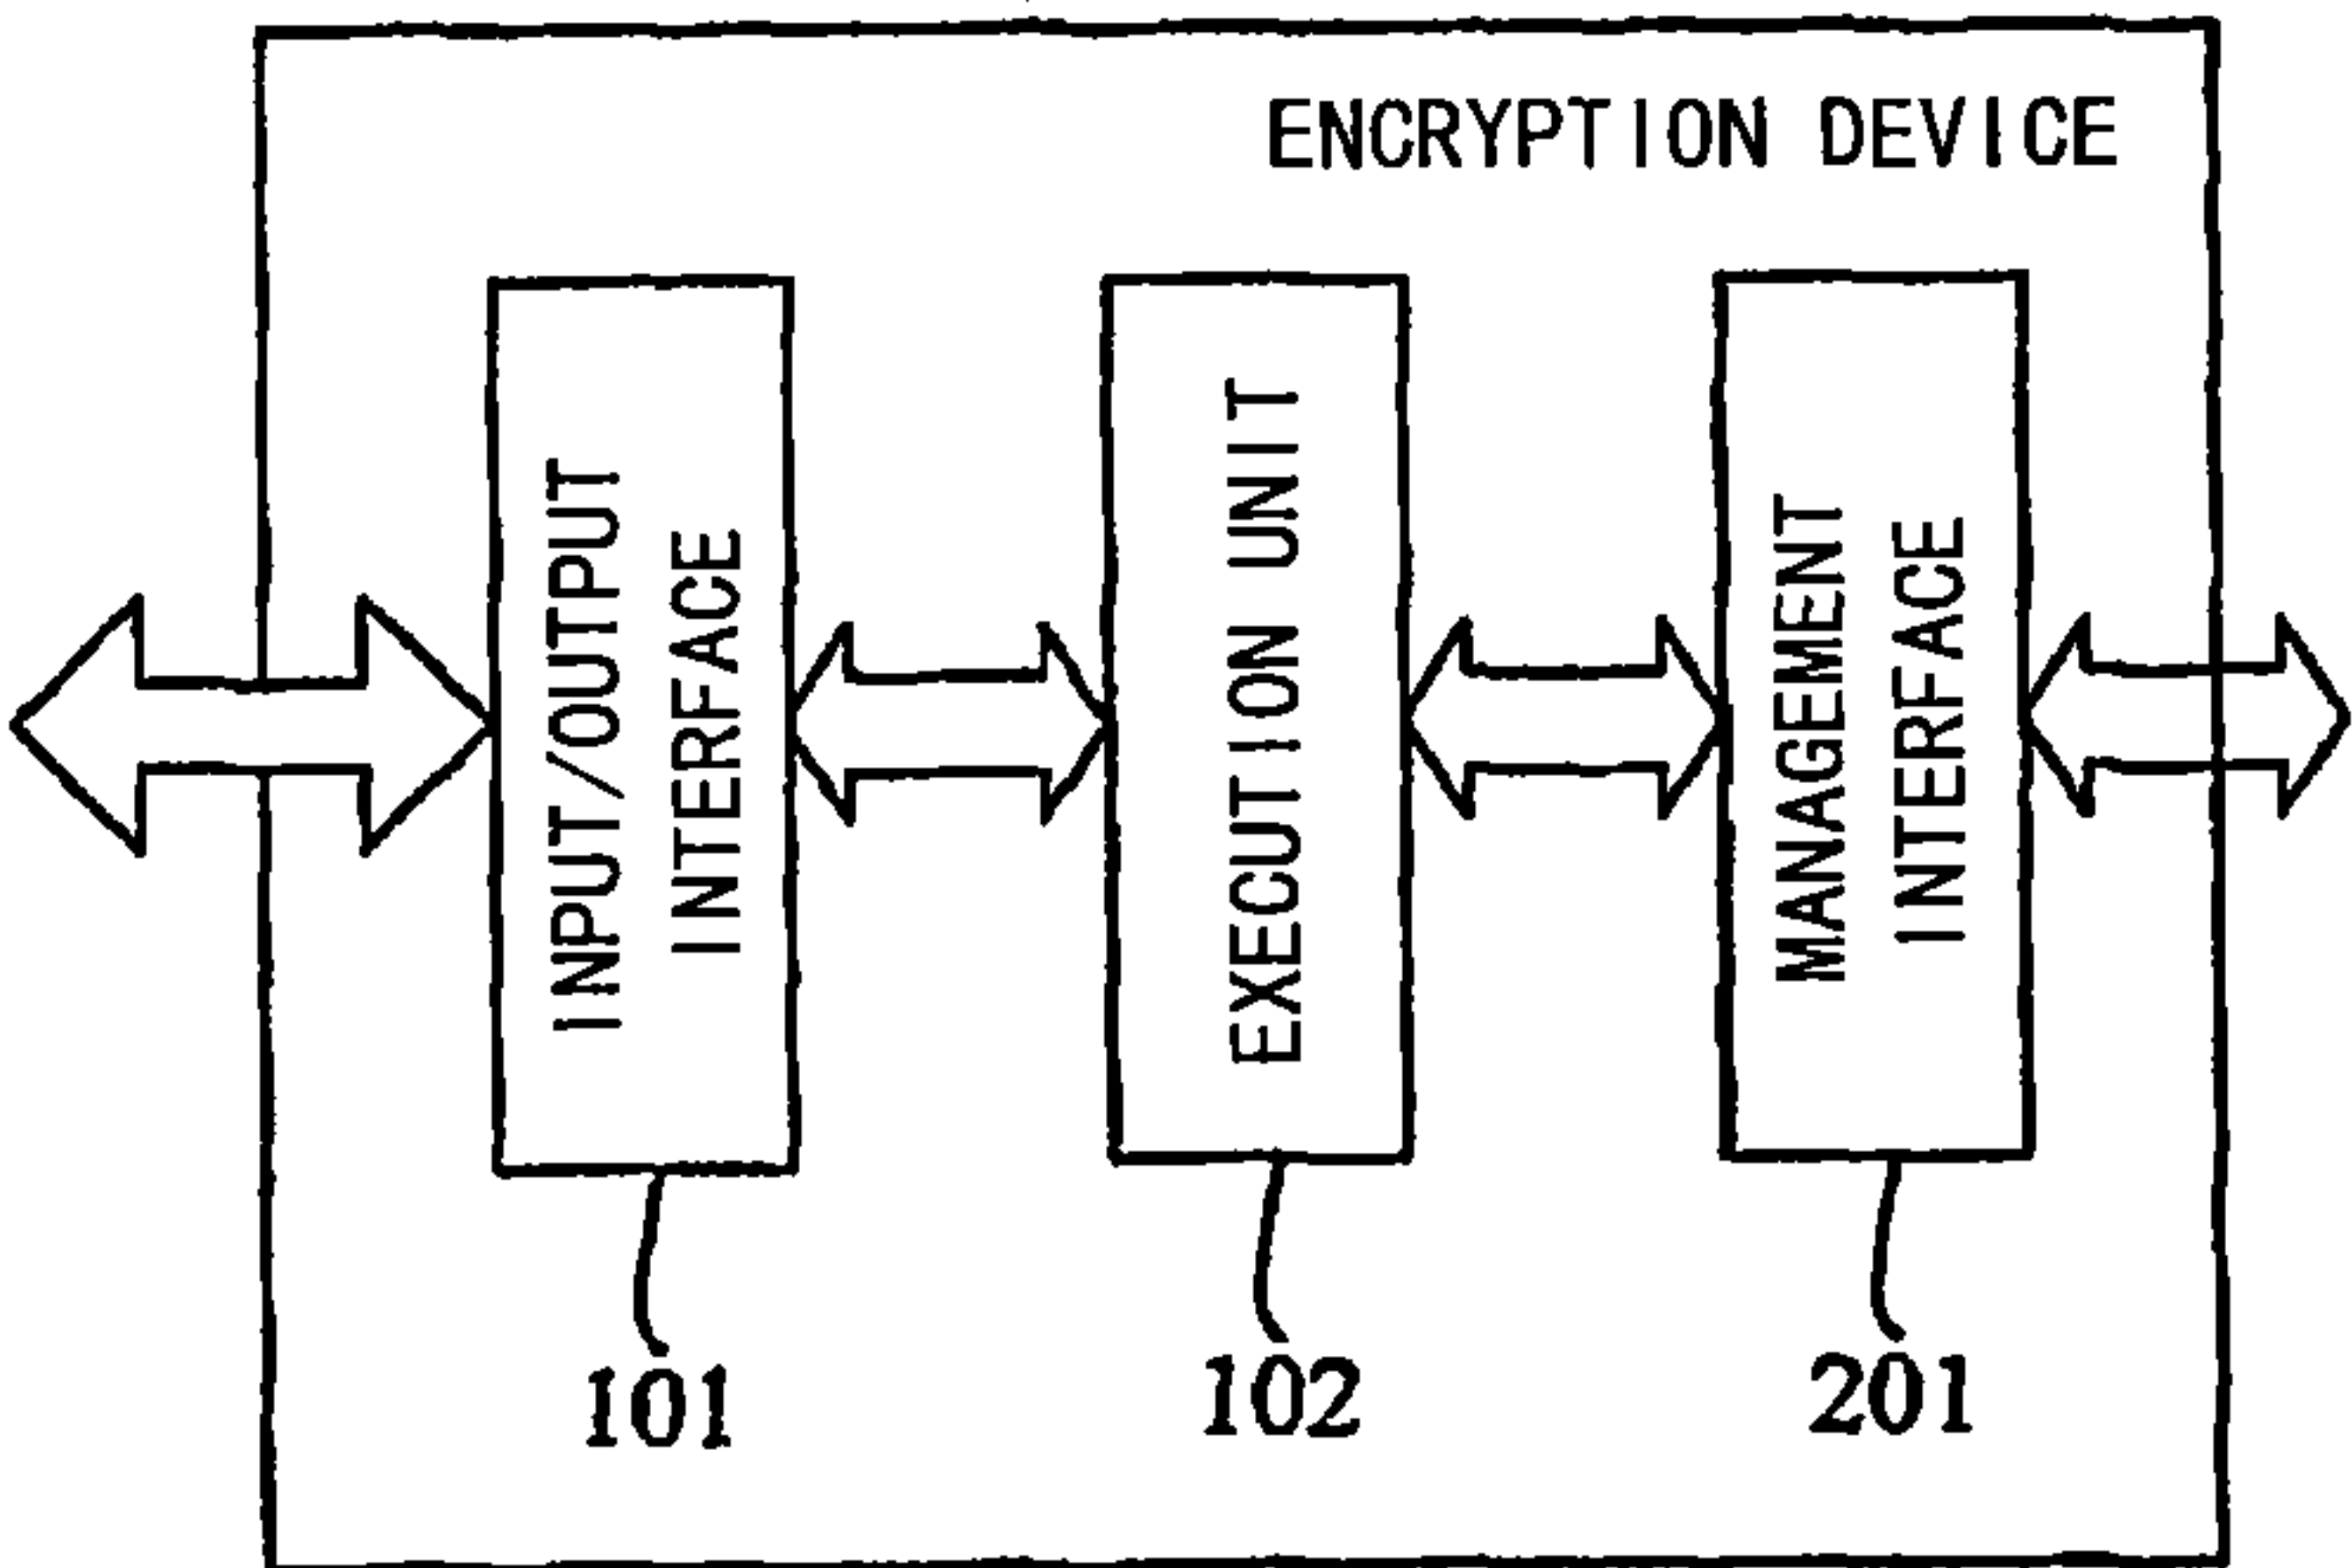 ENCRYPTION DEVICE
INPUT/OUTPUT
INTERFACE
EXECUTION UNIT
MANAGEMENT
INTERFACE
101
102
201